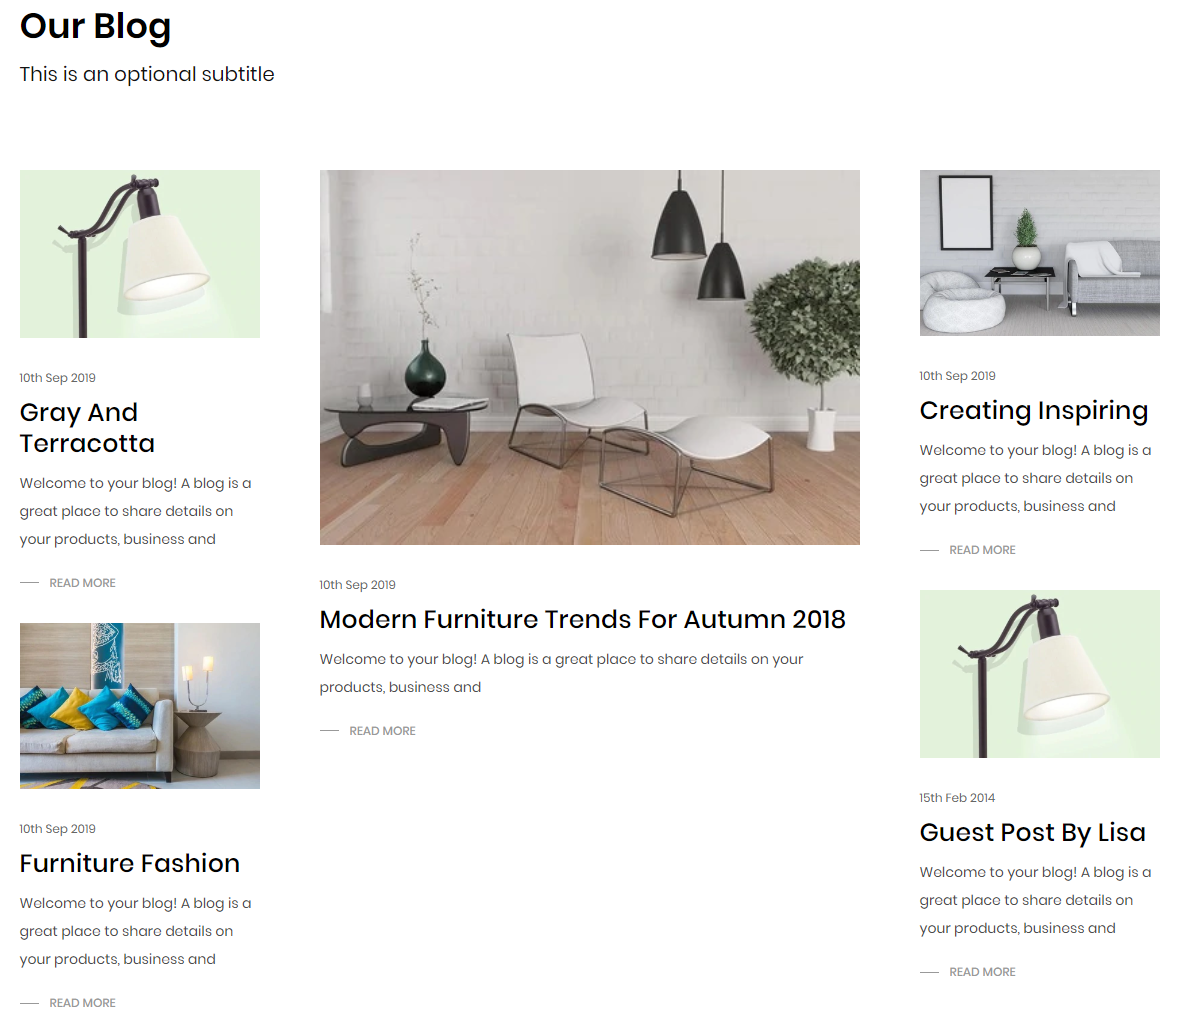 Our Blog
This is an optional subtitle
10th Sep 2019
Gray And
Terracotta
Welcome to your blog! A blog is a
great place to share details on
your products, business and
READ MORE
10th Sep 2019
Furniture Fashion
Welcome to your blog! A blog is a
great place to share details on
your products, business and
READ MORE
10th Sep 2019
Modern Furniture Trends For Autumn 2018
Welcome to your blog! A blog is a great place to share details on your
products, business and
READ MORE
10th Sep 2019
Creating Inspiring
Welcome to your blog! A blog is a
great place to share details on
your products, business and
READ MORE
15th Feb 2014
Guest Post By Lisa
Welcome to your blog! A blog is a
great place to share details on
your products, business and
READ MORE